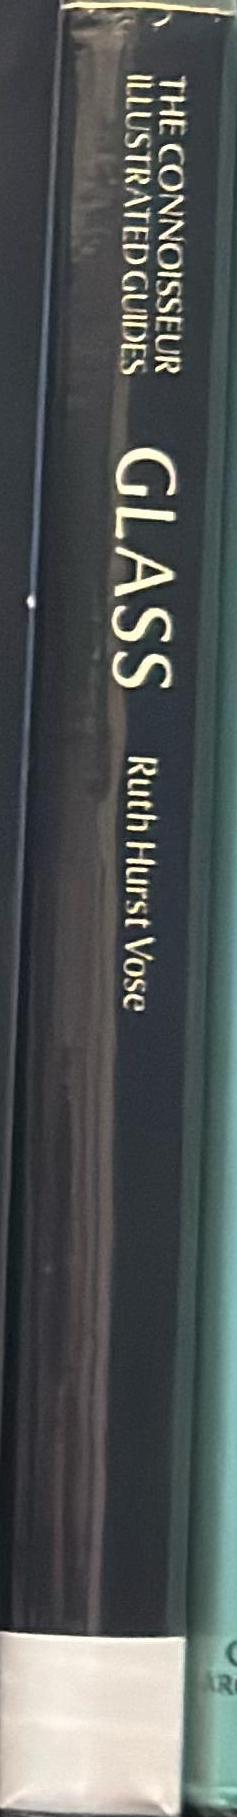 THE CONNOISSEUR
ILLUSTRATED GUIDES
GLASS
Ruth Hurst Vose